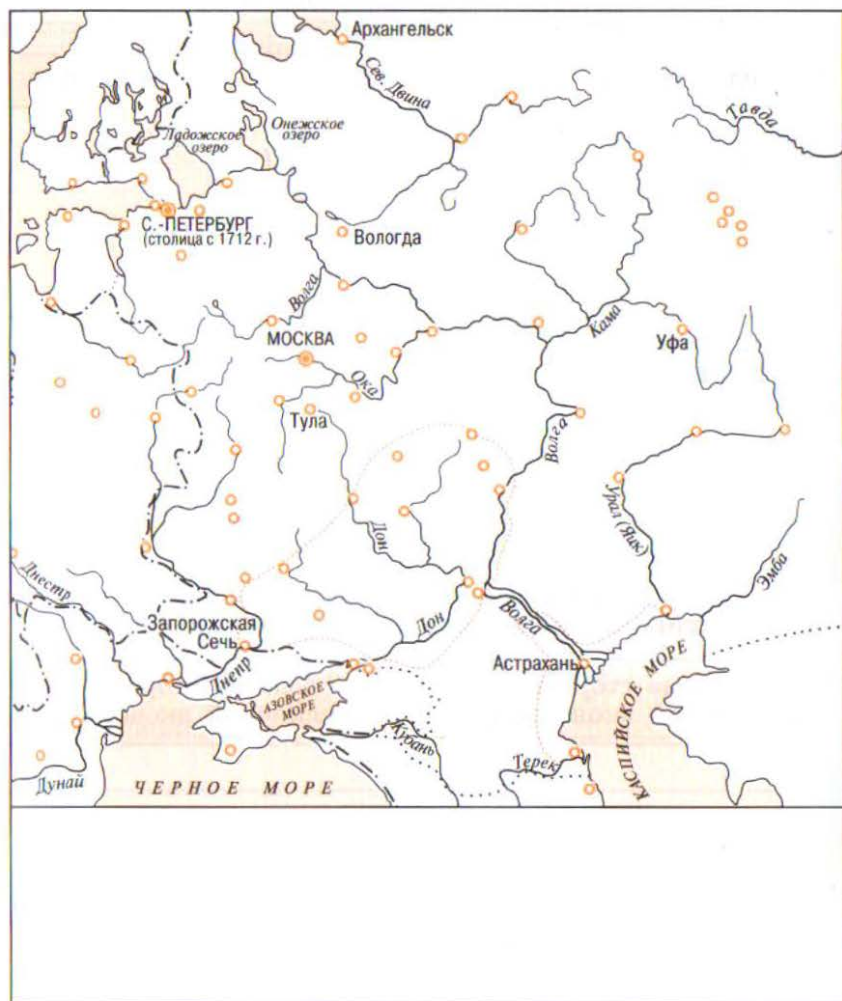 Архангельск
Сев. Двина
Тавда
Онежское
озеро
Ладожское
озеро
С.-ПЕТЕРБУРГ
(столица с 1712 г.)
Вологда
Волга
МОСКВА
Кама
Уфа
Ока
Тула
Волга
Дон
Урал (Яик)
Эмба
Днестр
Запорожская
Сечь
Дон
Волга
Астрахань
Днепр
АЗОВСКОЕ
МОРЕ
Кубань
Терек
КАСПИЙСКОЕ МОРЕ
Дунай
ЧЕРНОЕ МОРЕ